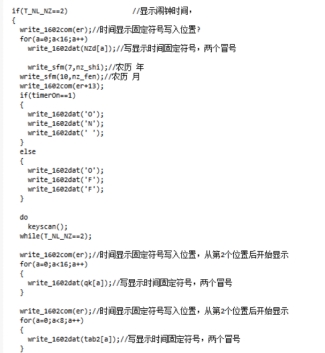 if(T_NL_NZ==2) //显示闹钟时间，
{
write_1602com(er);//时间显示固定符号写入位置?
for(a=0;a<16;a++)
write_1602dat(NZd[a]);//写显示时间固定符号，两个冒号
write_sfm(7,nz_shi);//农历 年
write_sfm(10,nz_fen);//农历 月
write_1602com(er+13);
if(timerOn==1)
{
write_1602dat('O');
write_1602dat('N');
write_1602dat(' ');
}
else
{
write_1602dat('O');
write_1602dat('F');
write_1602dat('F');
}
do
keyscan();
while(T_NL_NZ==2);
write_1602com(er);//时间显示固定符号写入位置，从第2个位置后开始显示
for(a=0;a<16;a++)
{
write_1602dat(qk[a]);//写显示时间固定符号，两个冒号
}
write_1602com(er);//时间显示固定符号写入位置，从第2个位置后开始显示
for(a=0;a<8;a++)
{
write_1602dat(tab2[a]);//写显示时间固定符号，两个冒号
}